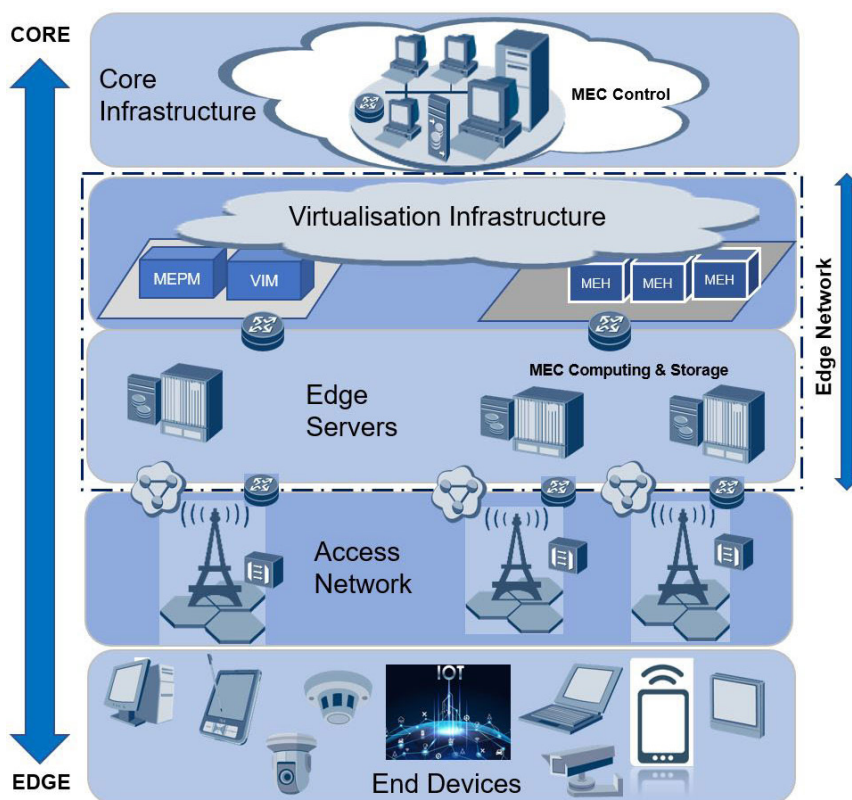 CORE
Core
Infrastructure
MEC Control
Virtualisation Infrastructure
MEPM
VIM
MEH
MEH
MEH
Edge Network
MEC Computing & Storage
Edge
Servers
Access
Network
IOT
End Devices
EDGE